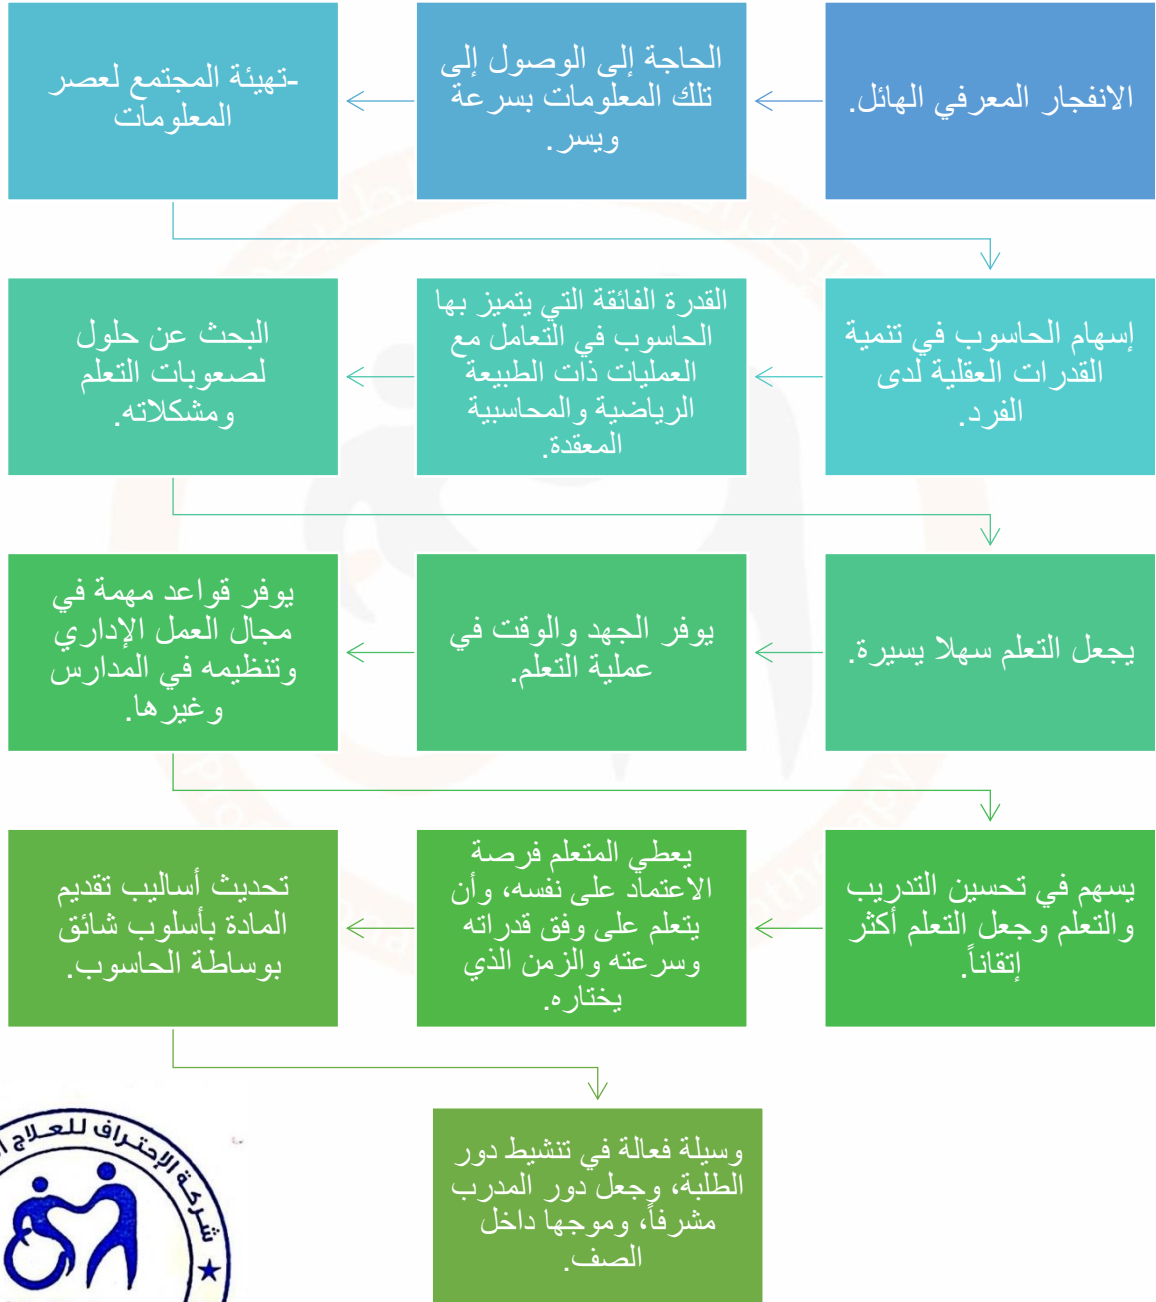 الانفجار المعرفي الهائل.
الحاجة إلى الوصول إلى
تلك المعلومات بسرعة
ويسر.
-تهيئة المجتمع لعصر
المعلومات
إسهام الحاسوب في تنمية
القدرات العقلية لدى
الفرد.
القدرة الفائقة التي يتميز بها
الحاسوب في التعامل مع
العمليات ذات الطبيعة
الرياضية والمحاسبية
المعقدة.
البحث عن حلول
لصعوبات التعلم
ومشكلاته.
يجعل التعلم سهلا يسيرة.
يوفر الجهد والوقت في
عملية التعلم.
يوفر قواعد مهمة في
مجال العمل الإداري
وتنظيمه في المدارس
وغيرها.
يسهم في تحسين التدريب
والتعلم وجعل التعلم أكثر
إتقاناً.
يعطي المتعلم فرصة
الاعتماد على نفسه، وأن
يتعلم على وفق قدراته
وسرعته والزمن الذي
يختاره.
تحديث أساليب تقديم
المادة بأسلوب شائق
بوساطة الحاسوب.
وسيلة فعالة في تنشيط دور
الطلبة، وجعل دور المدرب
مشرفاً، وموجها داخل
الصف.
شركة الإحتراف للعلاج